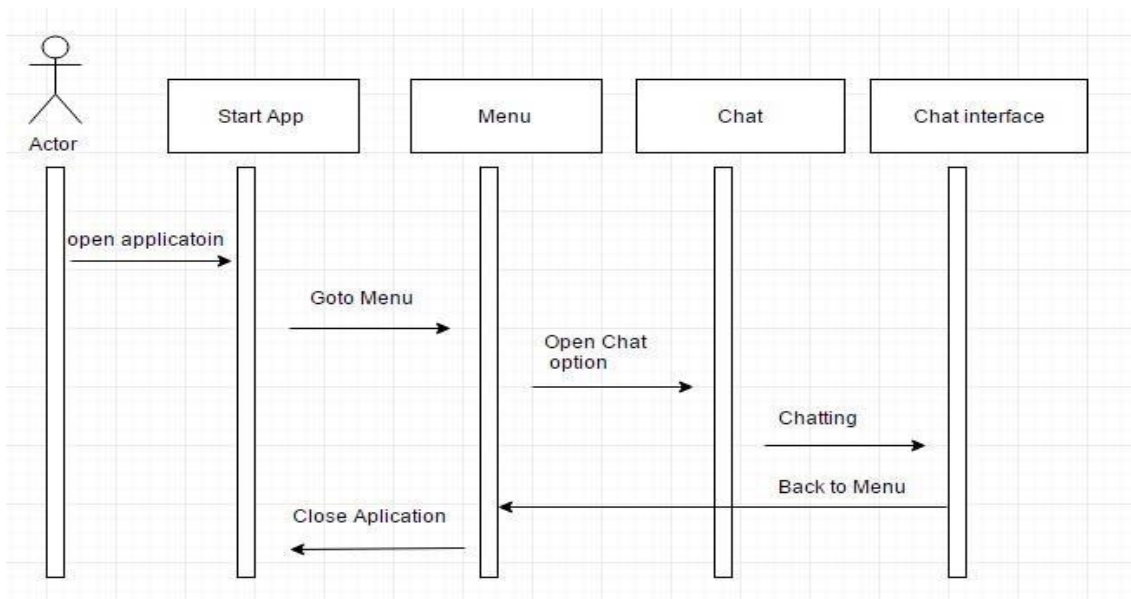 Actor
Start App
Menu
Chat
Chat interface
open applicatoin
Goto Menu
Open Chat
option
Chatting
Back to Menu
Close Aplication